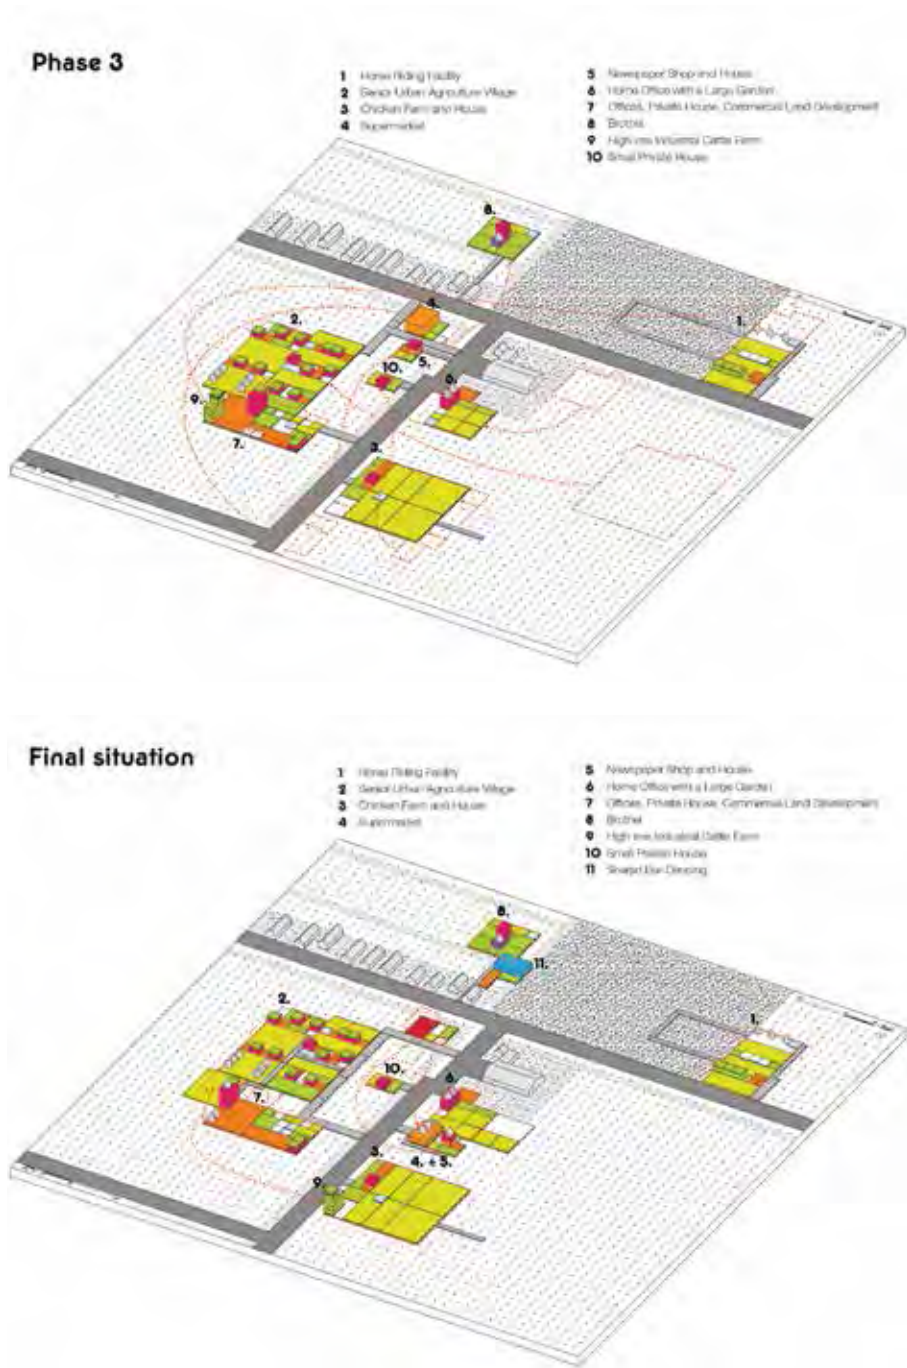 Phase 3
1 Horse Riding Facility
2 Senior Urban Agriculture Village
3 Chicken Farm and House
4 Supermarket
5 Newspaper Shop and House
6 Home Office with a Large Garden
7 Offices, Private House, Commercial Land Development
8 Brothel
9 High-rise Industrial Cattle Farm
10 Small Private House
8.
1.
4.
2.
5.
10.
6.
9.
7.
3.
Final situation
1 Horse Riding Facility
2 Senior Urban Agriculture Village
3 Chicken Farm and House
4 Supermarket
5 Newspaper Shop and House
6 Home Office with a Large Garden
7 Offices, Private House, Commercial Land Development
8 Brothel
9 High-rise Industrial Cattle Farm
10 Small Private House
11
8.
11.
2.
1.
10.
6.
7.
3.
4. + 5.
9.